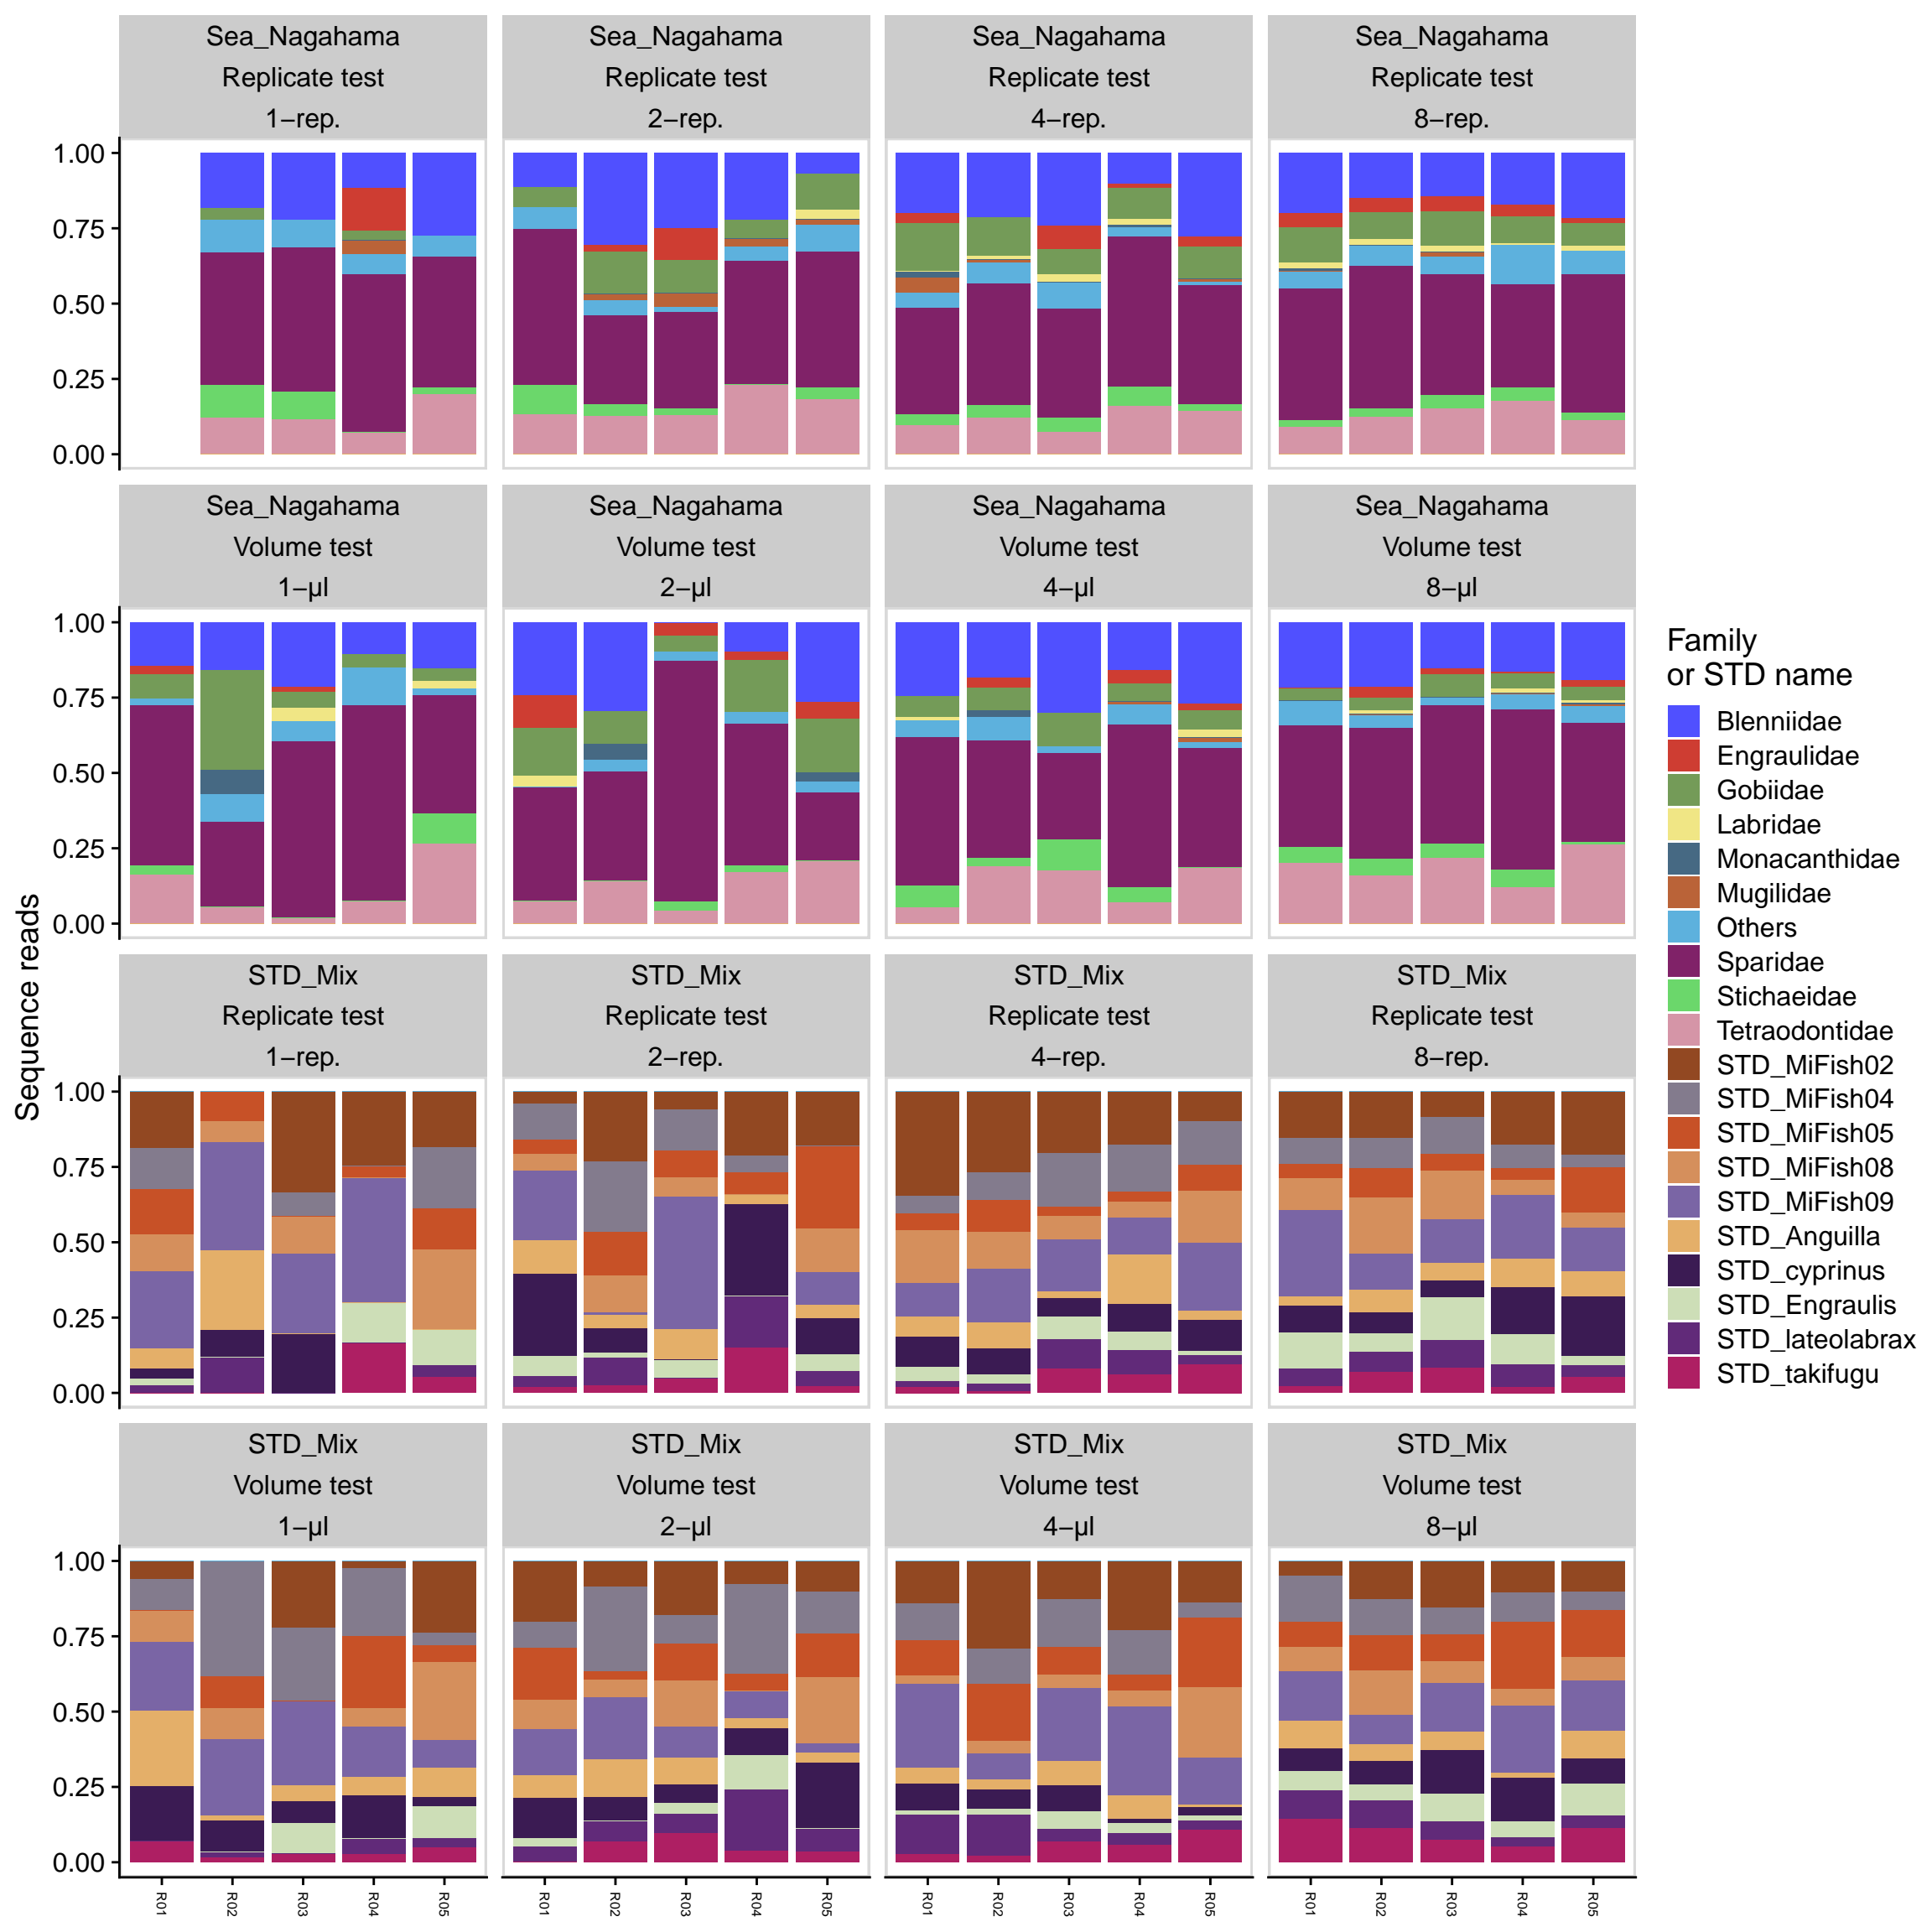 Sea_Nagahama
Replicate test
1−rep.
Sea_Nagahama
Replicate test
2−rep.
Sea_Nagahama
Replicate test
4−rep.
Sea_Nagahama
Replicate test
8−rep.
1.00
0.75
0.50
0.25
0.00
Sea_Nagahama
Volume test
1−µl
Sea_Nagahama
Volume test
2−µl
Sea_Nagahama
Volume test
4−µl
Sea_Nagahama
Volume test
8−µl
1.00
0.75
0.50
0.25
0.00
Sequence reads
STD_Mix
Replicate test
1−rep.
STD_Mix
Replicate test
2−rep.
STD_Mix
Replicate test
4−rep.
STD_Mix
Replicate test
8−rep.
1.00
0.75
0.50
0.25
0.00
STD_Mix
Volume test
1−µl
STD_Mix
Volume test
2−µl
STD_Mix
Volume test
4−µl
STD_Mix
Volume test
8−µl
1.00
0.75
0.50
0.25
0.00
R01
R02
R03
R04
R05
R01
R02
R03
R04
R05
R01
R02
R03
R04
R05
R01
R02
R03
R04
R05
Family
or STD name
Blenniidae
Engraulidae
Gobiidae
Labridae
Monacanthidae
Mugilidae
Others
Sparidae
Stichaeidae
Tetraodontidae
STD_MiFish02
STD_MiFish04
STD_MiFish05
STD_MiFish08
STD_MiFish09
STD_Anguilla
STD_cyprinus
STD_Engraulis
STD_lateolabrax
STD_takifugu